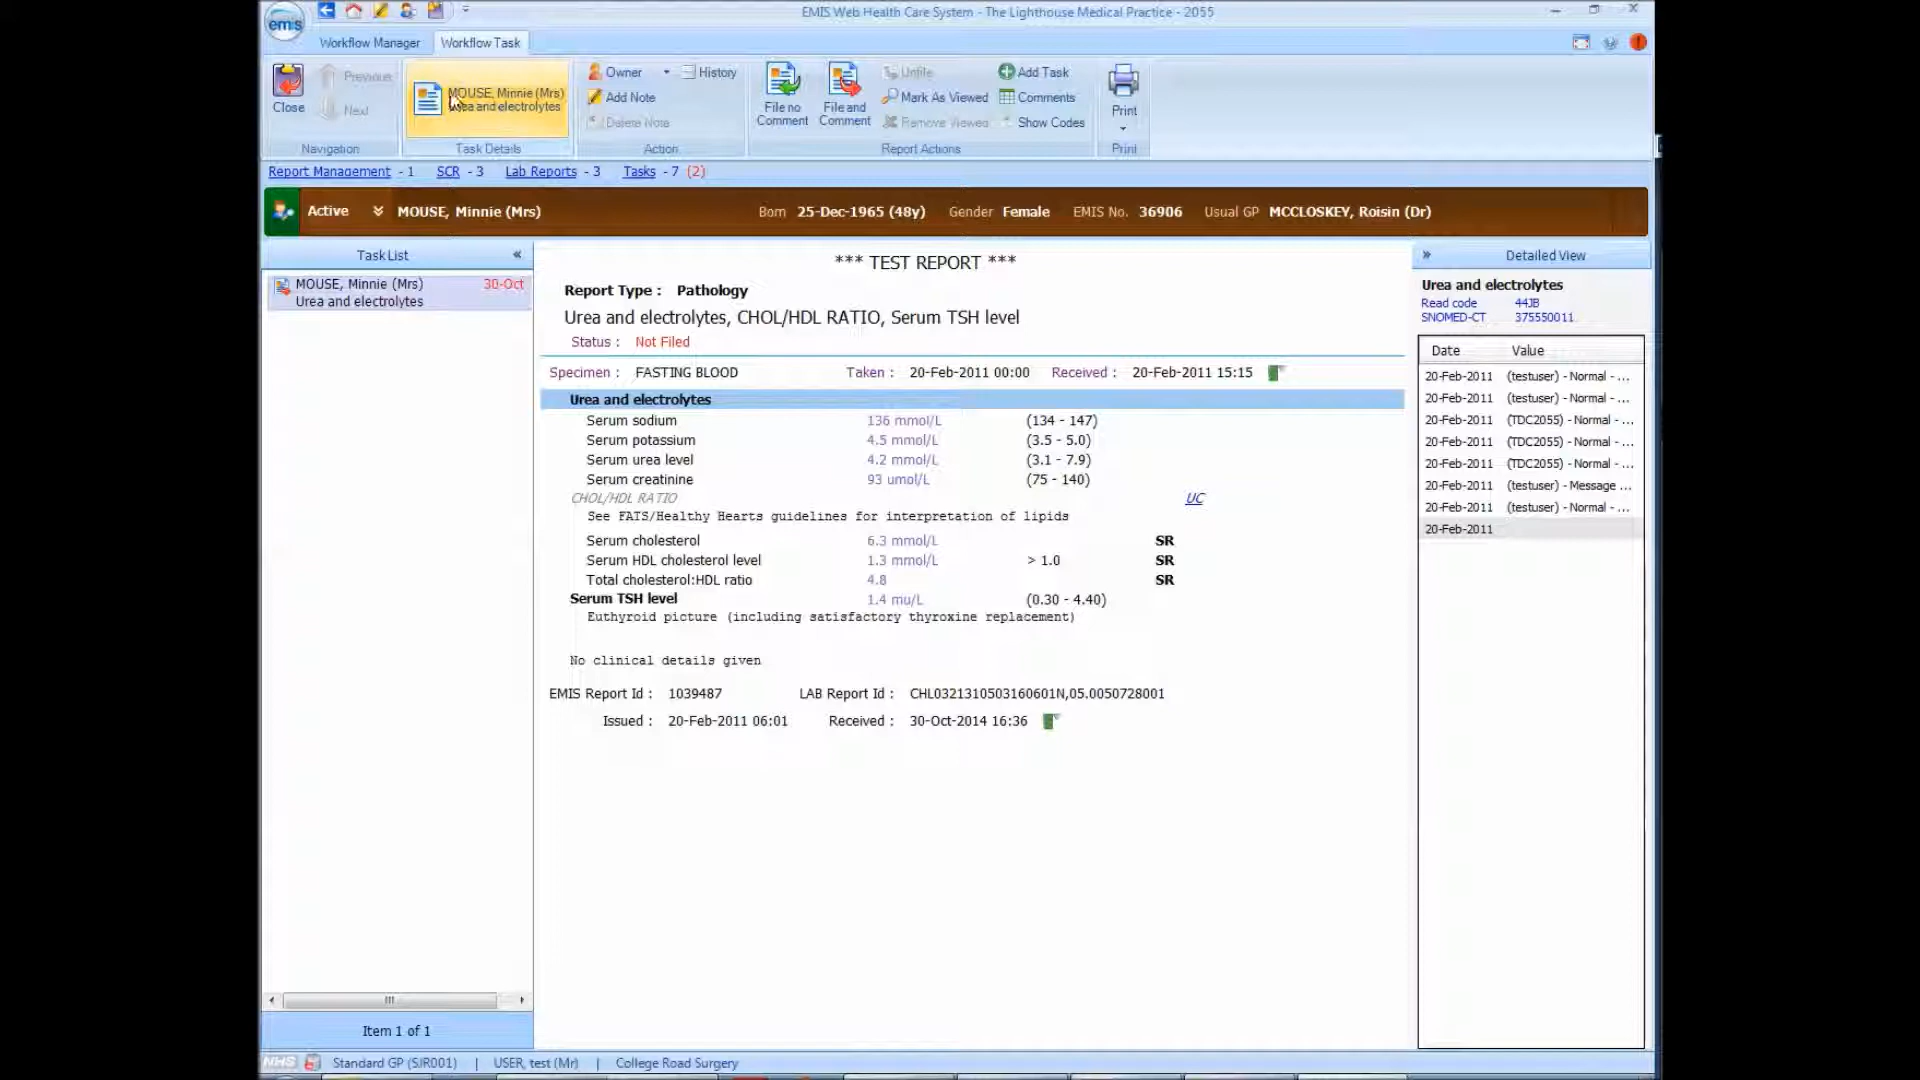 emis
EMIS Web Health Care System - The Lighthouse Medical Practice - 2055
Workflow Manager
Workflow Task
Close
Previous
Next
Navigation
MOUSE, Minnie (Mrs)
Urea and electrolytes
Task Details
Owner
History
Add Note
Delete Note
Action
File no
Comment
File and
Comment
Unfile
Mark As Viewed
Remove Viewed
Add Task
Comments
Show Codes
Report Actions
Print
Print
Report Management - 1 SCR - 3 Lab Reports - 3 Tasks - 7 (2)
Active MOUSE, Minnie (Mrs) Born 25-Dec-1965 (48y) Gender Female EMIS No. 36906 Usual GP MCCLOSKEY, Roisin (Dr)
Task List
MOUSE, Minnie (Mrs) 30-Oct
Urea and electrolytes
Item 1 of 1
*** TEST REPORT ***
Report Type : Pathology
Urea and electrolytes, CHOL/HDL RATIO, Serum TSH level
Status : Not Filed
Specimen : FASTING BLOOD Taken : 20-Feb-2011 00:00 Received : 20-Feb-2011 15:15
Urea and electrolytes
Serum sodium 136 mmol/L (134 - 147)
Serum potassium 4.5 mmol/L (3.5 - 5.0)
Serum urea level 4.2 mmol/L (3.1 - 7.9)
Serum creatinine 93 umol/L (75 - 140)
CHOL/HDL RATIO UC
See FATS/Healthy Hearts guidelines for interpretation of lipids
Serum cholesterol 6.3 mmol/L SR
Serum HDL cholesterol level 1.3 mmol/L > 1.0 SR
Total cholesterol:HDL ratio 4.8 SR
Serum TSH level 1.4 mu/L (0.30 - 4.40)
Euthyroid picture (including satisfactory thyroxine replacement)
No clinical details given
EMIS Report Id : 1039487 LAB Report Id : CHL0321310503160601N,05.0050728001
Issued : 20-Feb-2011 06:01 Received : 30-Oct-2014 16:36
Detailed View
Urea and electrolytes
Read code 44JB
SNOMED-CT 375550011
Date Value
20-Feb-2011 (testuser) - Normal - ...
20-Feb-2011 (testuser) - Normal - ...
20-Feb-2011 (TDC2055) - Normal - ...
20-Feb-2011 (TDC2055) - Normal - ...
20-Feb-2011 (TDC2055) - Normal - ...
20-Feb-2011 (testuser) - Message ...
20-Feb-2011 (testuser) - Normal - ...
20-Feb-2011
NHS Standard GP (SJR001) | USER, test (Mr) | College Road Surgery